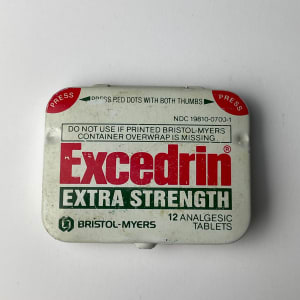 PRESS
PRESS RED DOTS WITH BOTH THUMBS
PRESS
NDC 19810-0700-1
DO NOT USE IF PRINTED BRISTOL-MYERS
CONTAINER OVERWRAP IS MISSING
Excedrin®
EXTRA STRENGTH
12 ANALGESIC
TABLETS
BRISTOL-MYERS